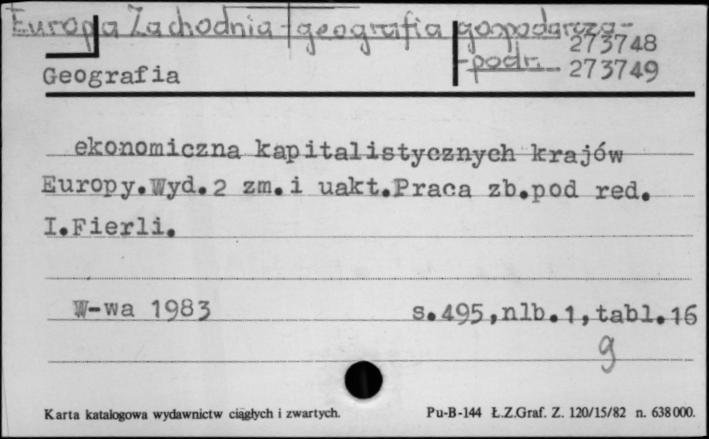 Europa Zachodnia - geografia gospodarcza -
273748
- podr. 273749
Geografia
ekonomiczna kapitalistycznych krajów
Europy.Wyd.2 zm.i uakt.Praca zb.pod red.
I.Fierli.
W-wa 1983 s.495,nlb.1,tabl.16
g
Karta katalogowa wydawnictw ciągłych i zwartych. Pu-B-144 Ł.Z.Graf. Z. 120/15/82 n. 638000.